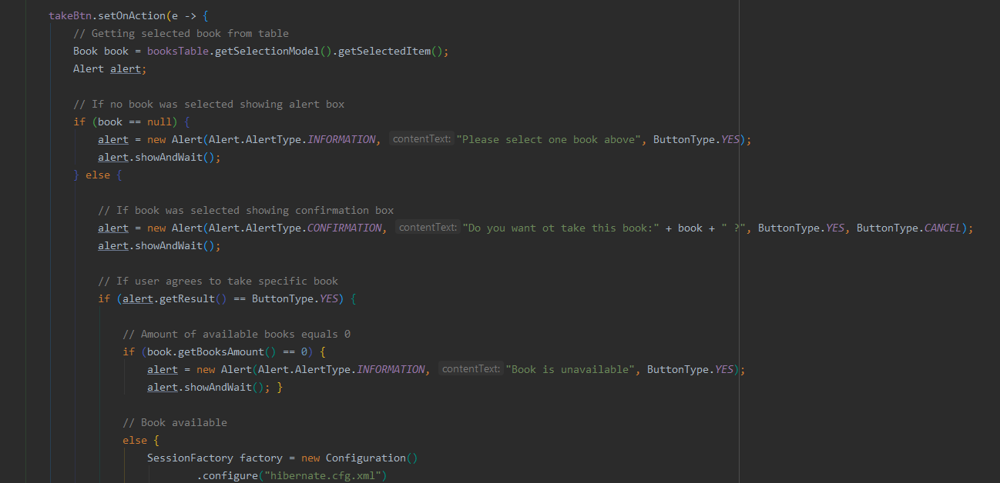 takeBtn.setOnAction(e -> {
// Getting selected book from table
Book book = booksTable.getSelectionModel().getSelectedItem();
Alert alert;
// If no book was selected showing alert box
if (book == null) {
alert = new Alert(Alert.AlertType.INFORMATION, contentText: "Please select one book above", ButtonType.YES);
alert.showAndWait();
} else {
// If book was selected showing confirmation box
alert = new Alert(Alert.AlertType.CONFIRMATION, contentText: "Do you want ot take this book:" + book + " ?", ButtonType.YES, ButtonType.CANCEL);
alert.showAndWait();
// If user agrees to take specific book
if (alert.getResult() == ButtonType.YES) {
// Amount of available books equals 0
if (book.getBooksAmount() == 0) {
alert = new Alert(Alert.AlertType.INFORMATION, contentText: "Book is unavailable", ButtonType.YES);
alert.showAndWait(); }
// Book available
else {
SessionFactory factory = new Configuration()
.configure("hibernate.cfg.xml")